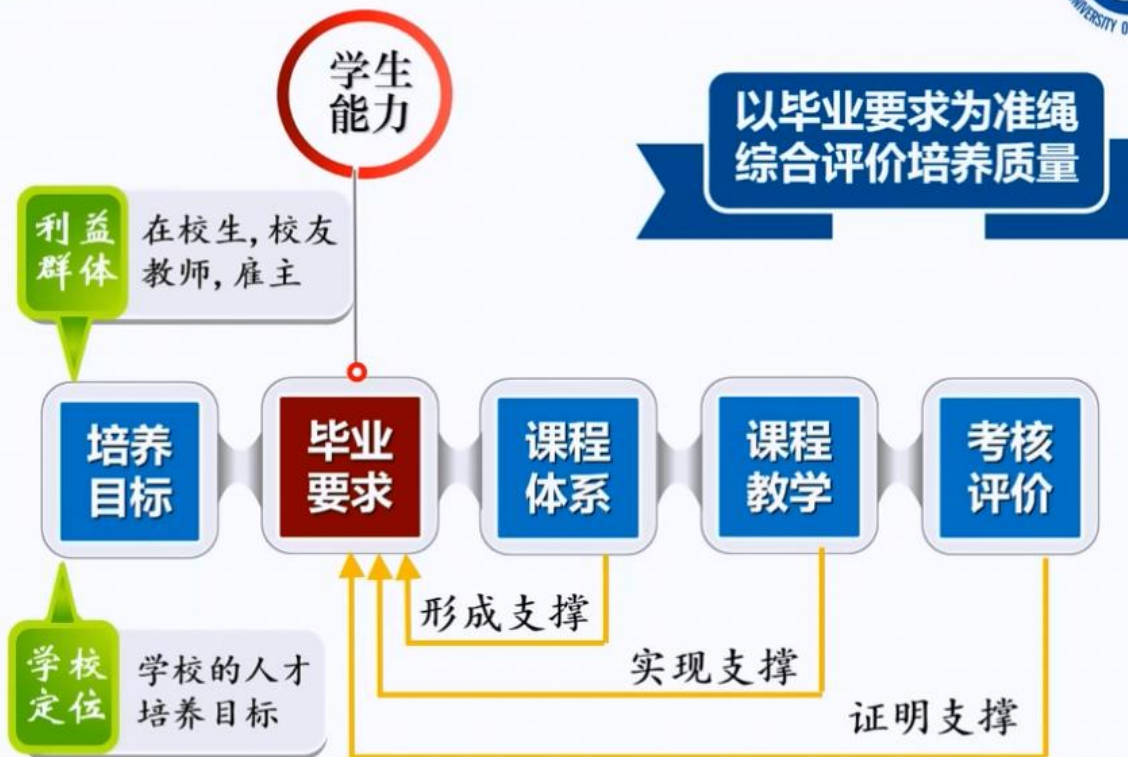 UNIVERSITY O
学生
能力
以毕业要求为准绳
综合评价培养质量
利益
群体
在校生,校友
教师,雇主
培养
目标
毕业
要求
课程
体系
课程
教学
考核
评价
形成支撑
实现支撑
证明支撑
学校
定位
学校的人才
培养目标